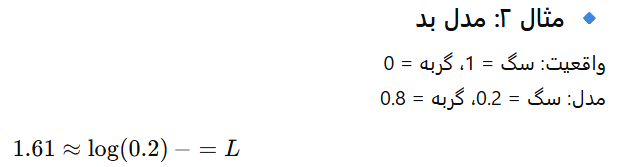 🔹 مثال ۲: مدل بد
واقعیت: سگ = 1، گربه = 0
مدل: سگ = 0.2، گربه = 0.8
1.61 ≈ log(0.2) − = L